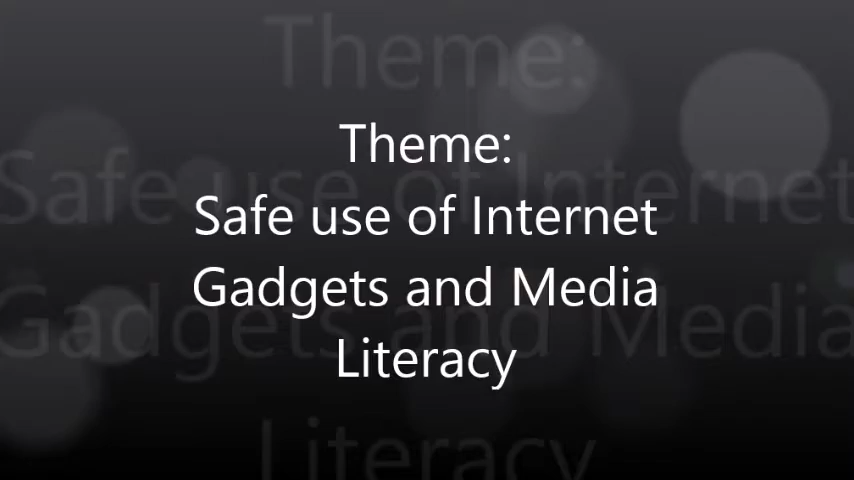 Theme:
Safe use of Internet
Gadgets and Media
Literacy